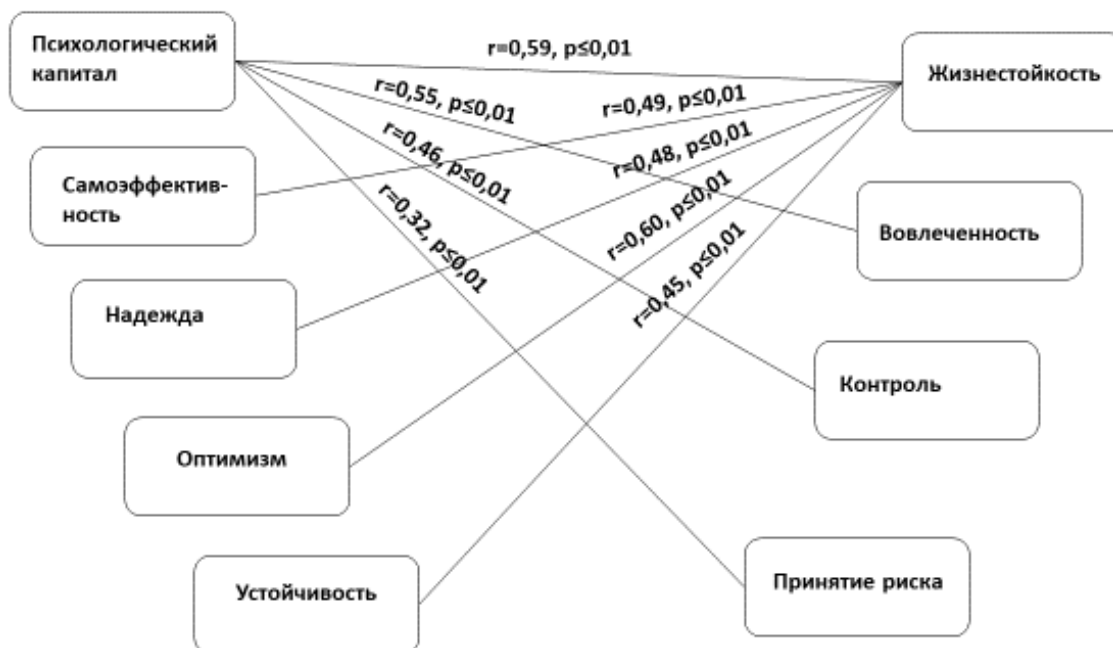 Психологический
капитал
r=0,59, p≤0,01
Жизнестойкость
r=0,55, p≤0,01
r=0,49, p≤0,01
r=0,46, p≤0,01
r=0,48, p≤0,01
Самоэффектив-
ность
r=0,32, p≤0,01
r=0,60, p≤0,01
Вовлеченность
r=0,45, p≤0,01
Надежда
Контроль
Оптимизм
Устойчивость
Принятие риска